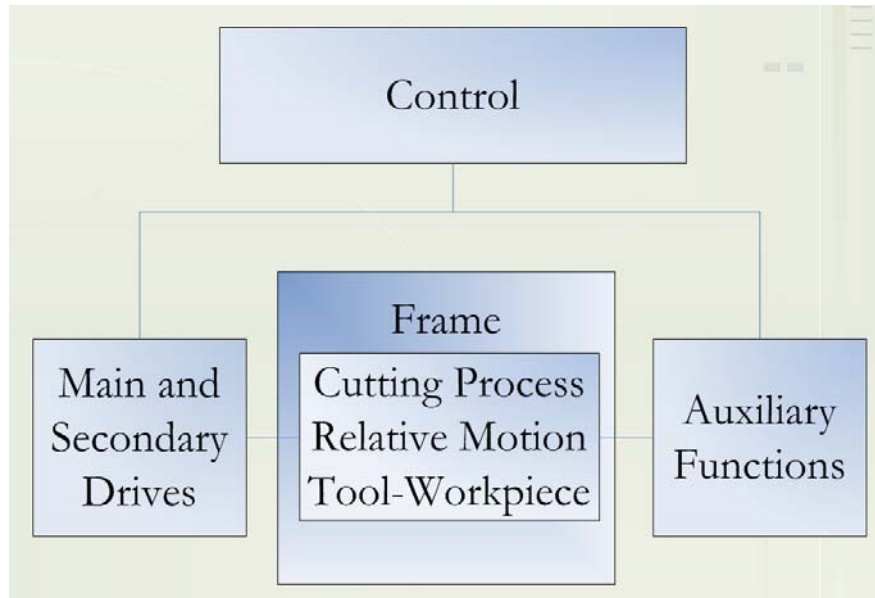 Control
Frame
Main and
Secondary
Drives
Cutting Process
Relative Motion
Tool-Workpiece
Auxiliary
Functions